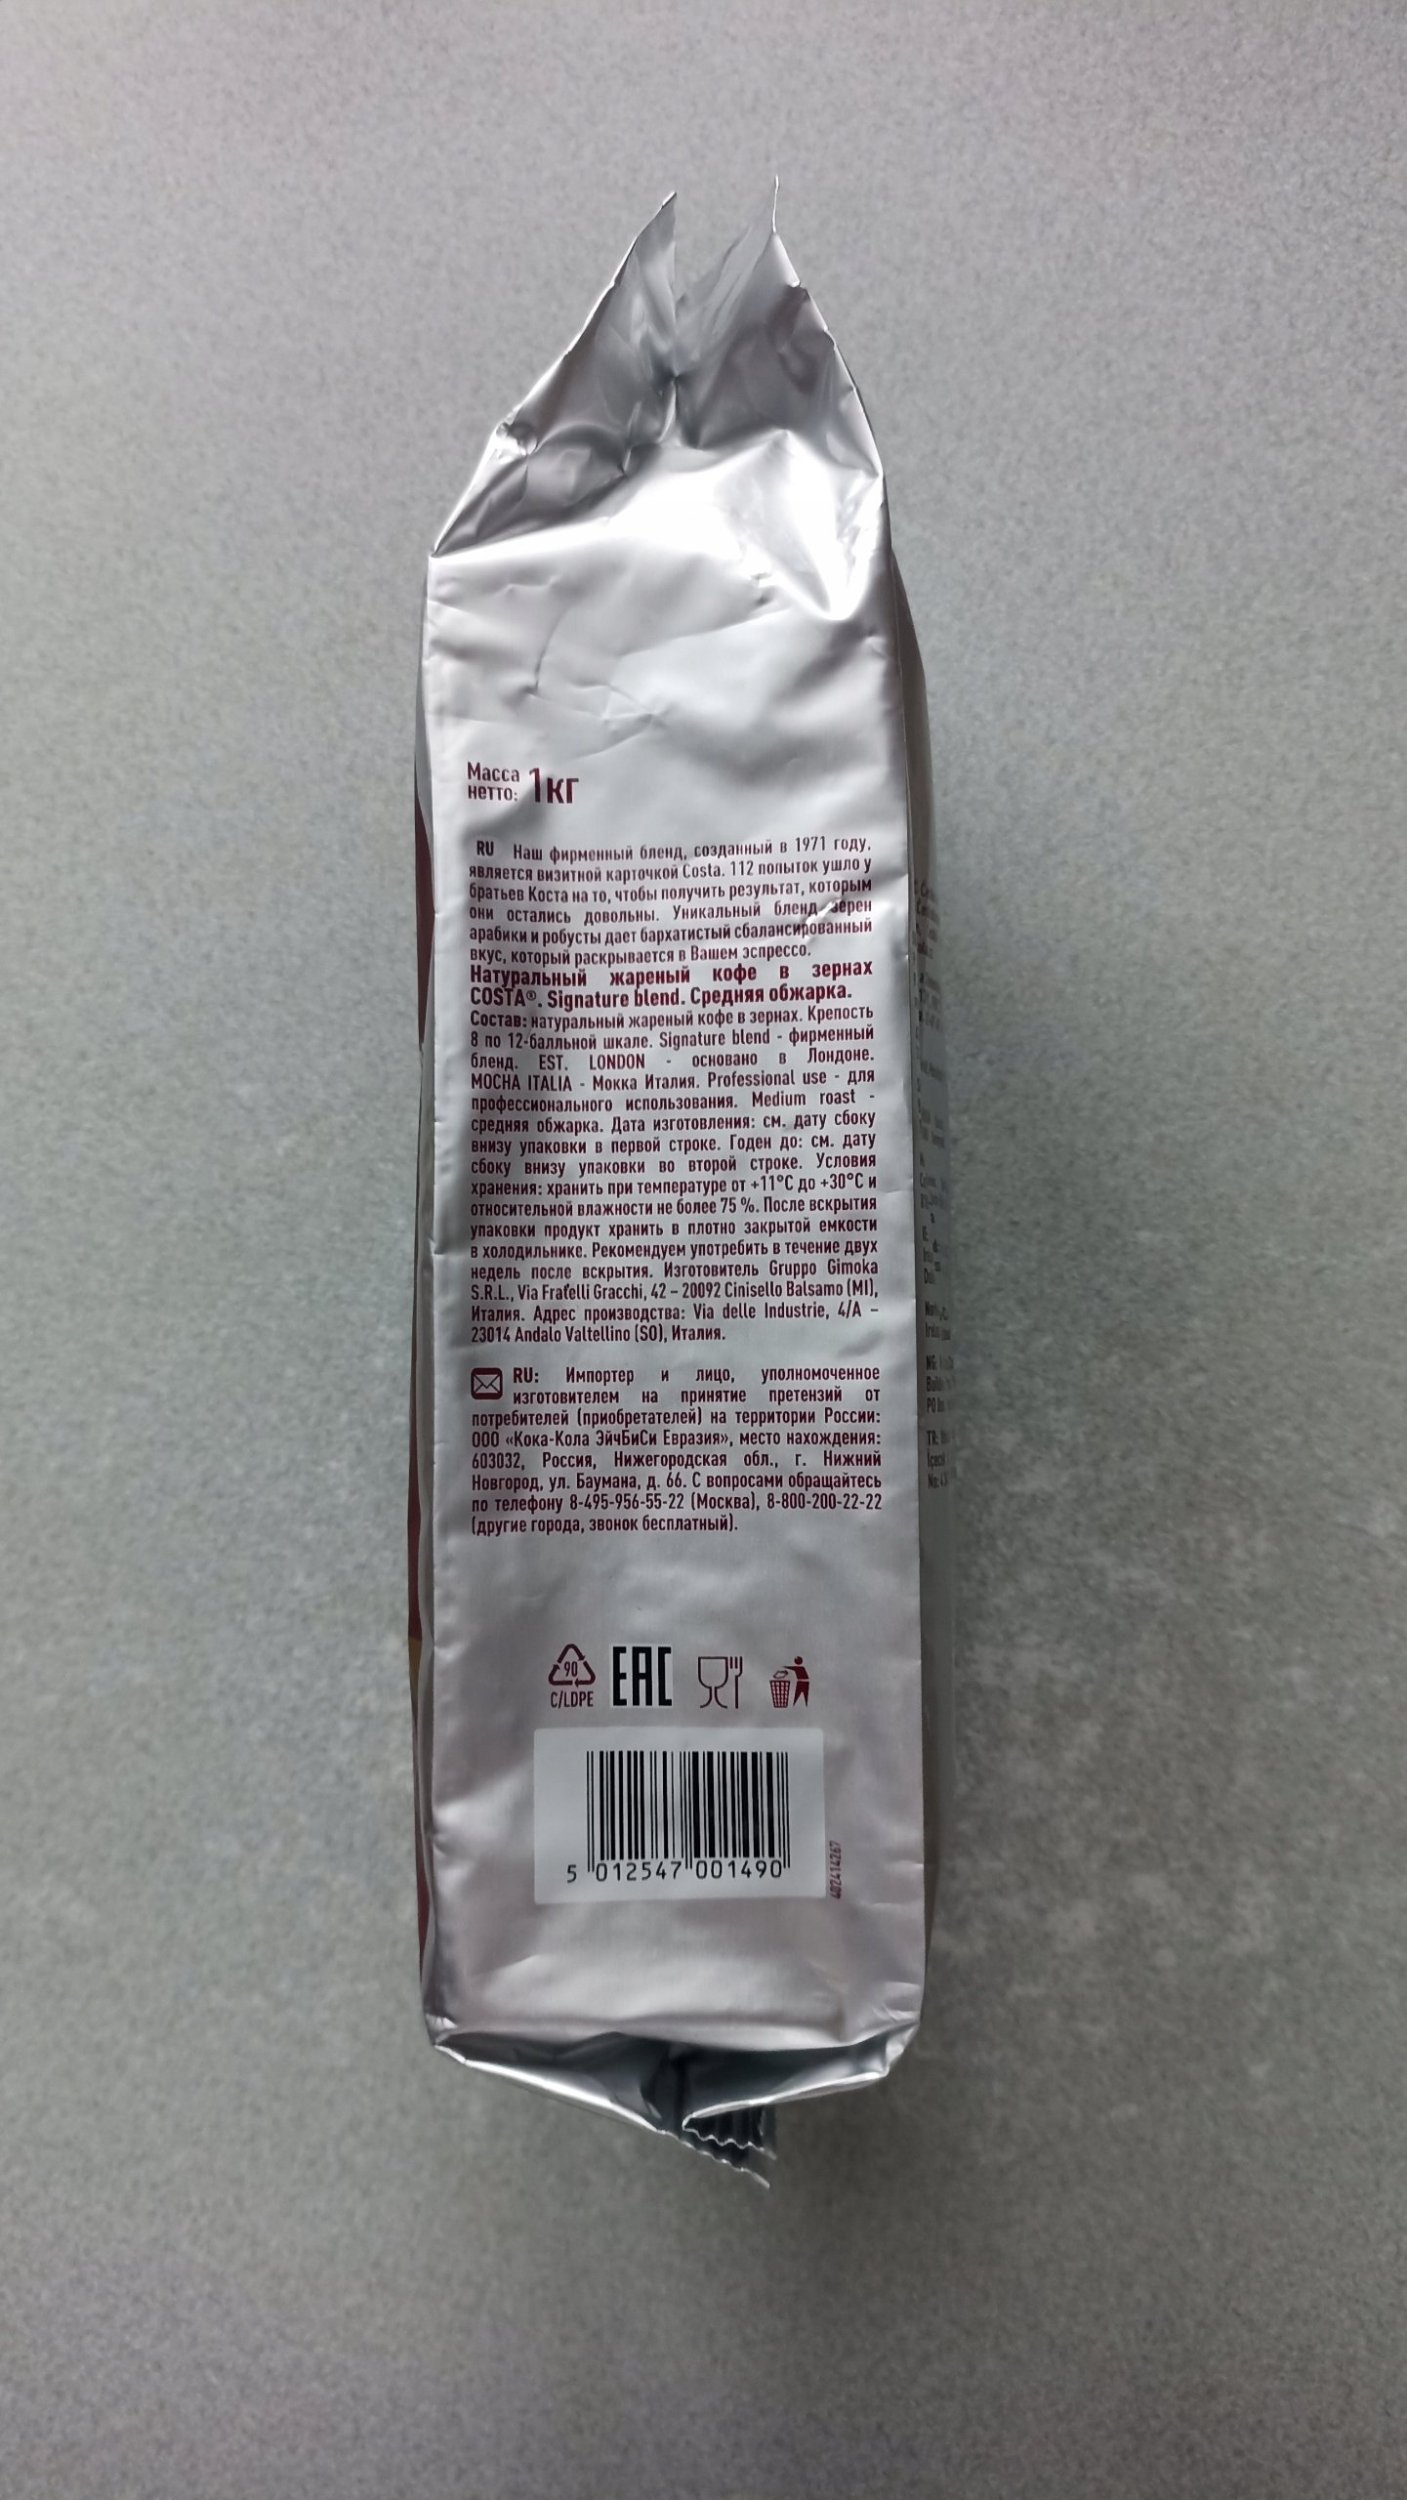 Масса
нетто: 1кг
RU Наш фирменный бленд, созданный в 1971 году,
является визитной карточкой Costa. 112 попыток ушло у
братьев Коста на то, чтобы получить результат, которым
они остались довольны. Уникальный бленд зерен
арабики и робусты дает бархатистый сбалансированный
вкус, который раскрывается в Вашем эспрессо.
Натуральный жареный кофе в зернах
COSTA®. Signature blend. Средняя обжарка.
Состав: натуральный жареный кофе в зернах. Крепость
8 по 12-балльной шкале. Signature blend - фирменный
бленд. EST. LONDON - основано в Лондоне.
MOCHA ITALIA - Мокка Италия. Professional use - для
профессионального использования. Medium roast -
средняя обжарка. Дата изготовления: см. дату сбоку
внизу упаковки в первой строке. Годен до: см. дату
сбоку внизу упаковки во второй строке. Условия
хранения: хранить при температуре от +11°С до +30°С и
относительной влажности не более 75 %. После вскрытия
упаковки продукт хранить в плотно закрытой емкости
в холодильнике. Рекомендуем употребить в течение двух
недель после вскрытия. Изготовитель Gruppo Gimoka
S.R.L., Via Fratelli Gracchi, 42 – 20092 Cinisello Balsamo (MI),
Италия. Адрес производства: Via delle Industrie, 4/A –
23014 Andalo Valtellino (SO), Италия.
RU: Импортер и лицо, уполномоченное
изготовителем на принятие претензий от
потребителей (приобретателей) на территории России:
ООО «Кока-Кола ЭйчБиСи Евразия», место нахождения:
603032, Россия, Нижегородская обл., г. Нижний
Новгород, ул. Баумана, д. 66. С вопросами обращайтесь
по телефону 8-495-956-55-22 (Москва), 8-800-200-22-22
(другие города, звонок бесплатный).
90
C/LDPE
EAC
5 012547 001490
402414267